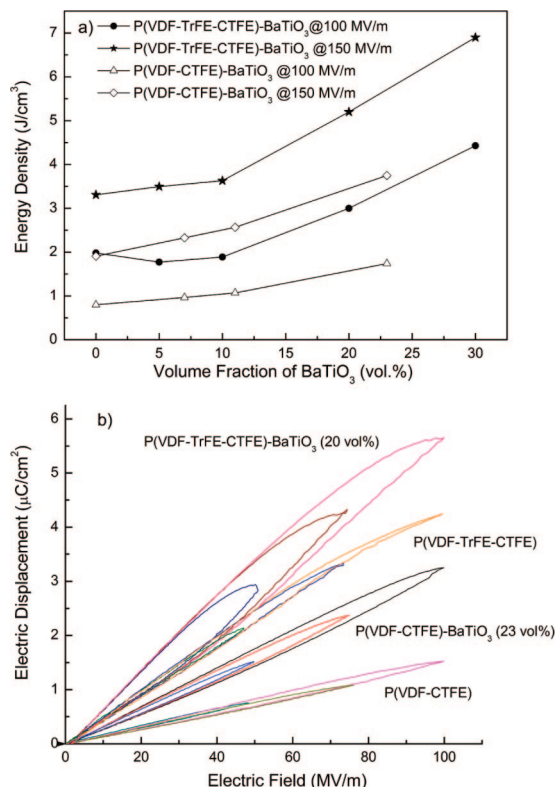 a)
P(VDF-TrFE-CTFE)-BaTiO₃@100 MV/m
P(VDF-TrFE-CTFE)-BaTiO₃ @150 MV/m
P(VDF-CTFE)-BaTiO₃ @100 MV/m
P(VDF-CTFE)-BaTiO₃ @150 MV/m
Energy Density (J/cm³)
7
6
5
4
3
2
1
0
0 5 10 15 20 25 30
Volume Fraction of BaTiO₃ (vol.%)
b)
P(VDF-TrFE-CTFE)-BaTiO₃ (20 vol%)
P(VDF-TrFE-CTFE)
P(VDF-CTFE)-BaTiO₃ (23 vol%)
P(VDF-CTFE)
Electric Displacement (μC/cm²)
6
5
4
3
2
1
0
0 20 40 60 80 100
Electric Field (MV/m)